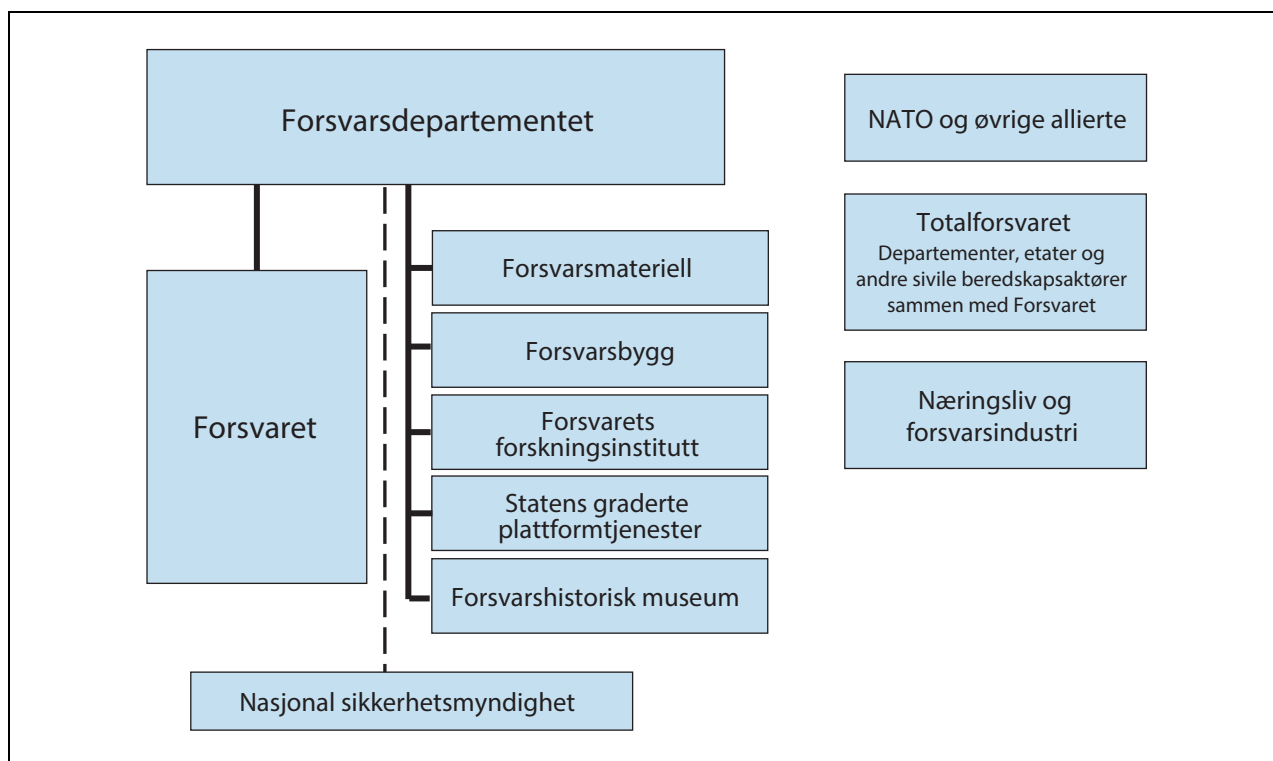 Forsvarsdepartementet
Forsvaret
Forsvarsmateriell
Forsvarsbygg
Forsvarets
forskningsinstitutt
Statens graderte
plattformtjenester
Forsvarshistorisk museum
Nasjonal sikkerhetsmyndighet
NATO og øvrige allierte
Totalforsvaret
Departementer, etater og
andre sivile beredskapsaktører
sammen med Forsvaret
Næringsliv og
forsvarsindustri